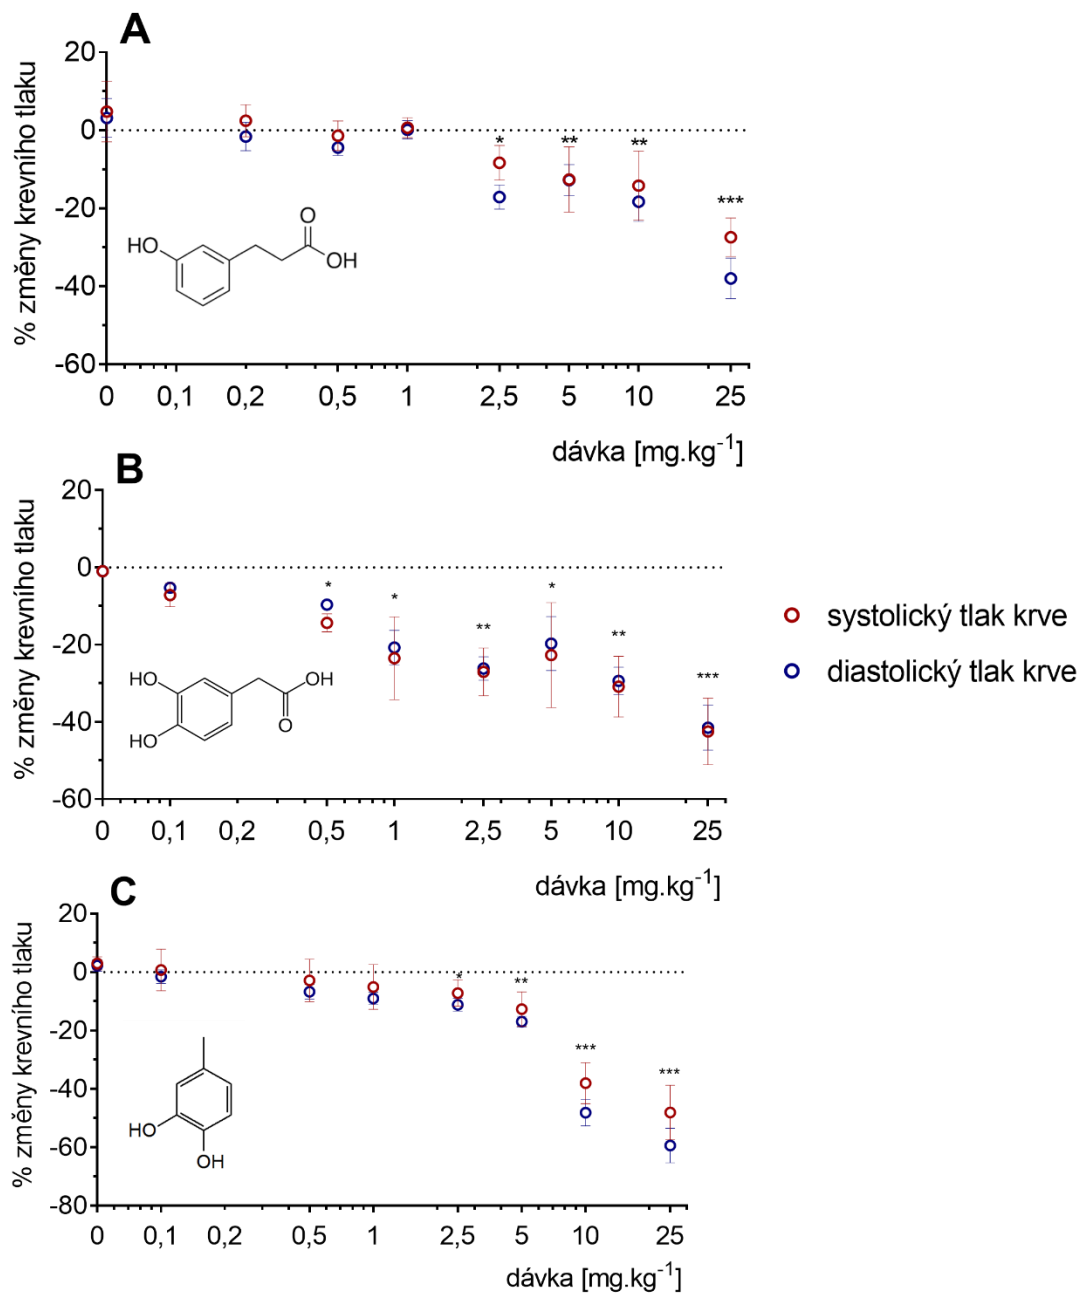 A
20
0
-20
-40
-60
% změny krevního tlaku
* ** ** ***
HO O OH
0 0,1 0,2 0,5 1 2,5 5 10 25
dávka [mg.kg-1]
B
20
0
-20
-40
-60
% změny krevního tlaku
* * ** * ** ***
HO HO OH O
0 0,1 0,2 0,5 1 2,5 5 10 25
dávka [mg.kg-1]
systolický tlak krve
diastolický tlak krve
C
20
0
-20
-40
-60
-80
% změny krevního tlaku
* ** *** ***
HO OH
0 0,1 0,2 0,5 1 2,5 5 10 25
dávka [mg.kg-1]